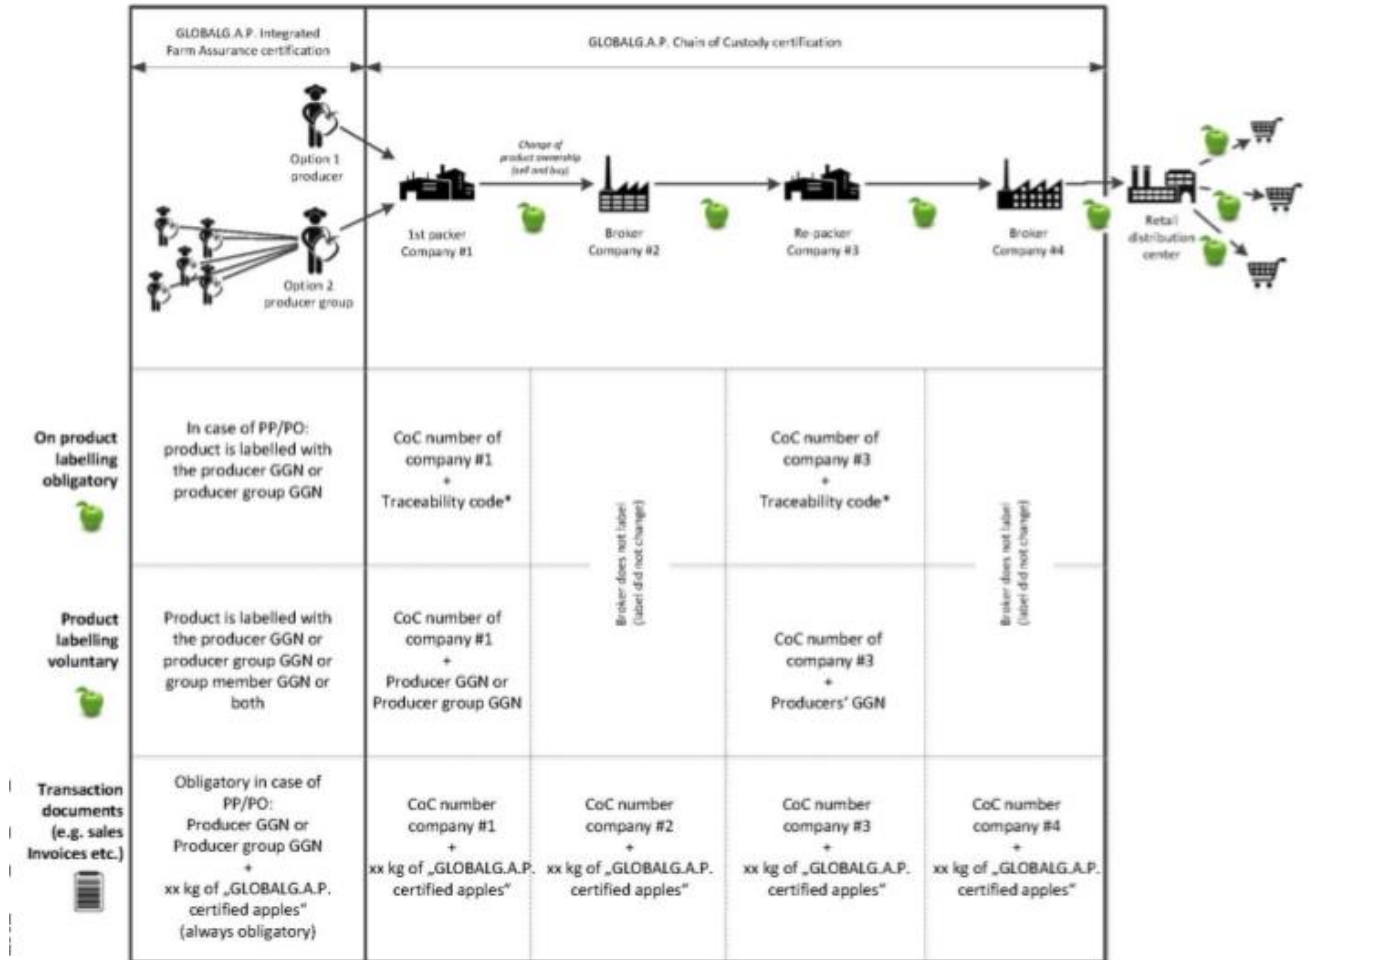 GLOBALG.A.P. Integrated
Farm Assurance certification
GLOBALG.A.P. Chain of Custody certification
Option 1
producer
Option 2
producer group
1st packer
Company #1
Change of
product ownership
(sell and buy)
Broker
Company #2
Re-packer
Company #3
Broker
Company #4
Retail
distribution
center
On product
labelling
obligatory
In case of PP/PO:
product is labelled with
the producer GGN or
producer group GGN
CoC number of
company #1
+
Traceability code*
Broker does not label
(label did not change)
CoC number of
company #3
+
Traceability code*
Broker does not label
(label did not change)
Product
labelling
voluntary
Product is labelled with
the producer GGN or
producer group GGN or
group member GGN or
both
CoC number of
company #1
+
Producer GGN or
Producer group GGN
CoC number of
company #3
+
Producers' GGN
Transaction
documents
(e.g. sales
Invoices etc.)
Obligatory in case of
PP/PO:
Producer GGN or
Producer group GGN
+
xx kg of „GLOBALG.A.P.
certified apples"
(always obligatory)
CoC number
company #1
+
xx kg of „GLOBALG.A.P.
certified apples"
CoC number
company #2
+
xx kg of „GLOBALG.A.P.
certified apples"
CoC number
company #3
+
xx kg of „GLOBALG.A.P.
certified apples"
CoC number
company #4
+
xx kg of „GLOBALG.A.P.
certified apples"